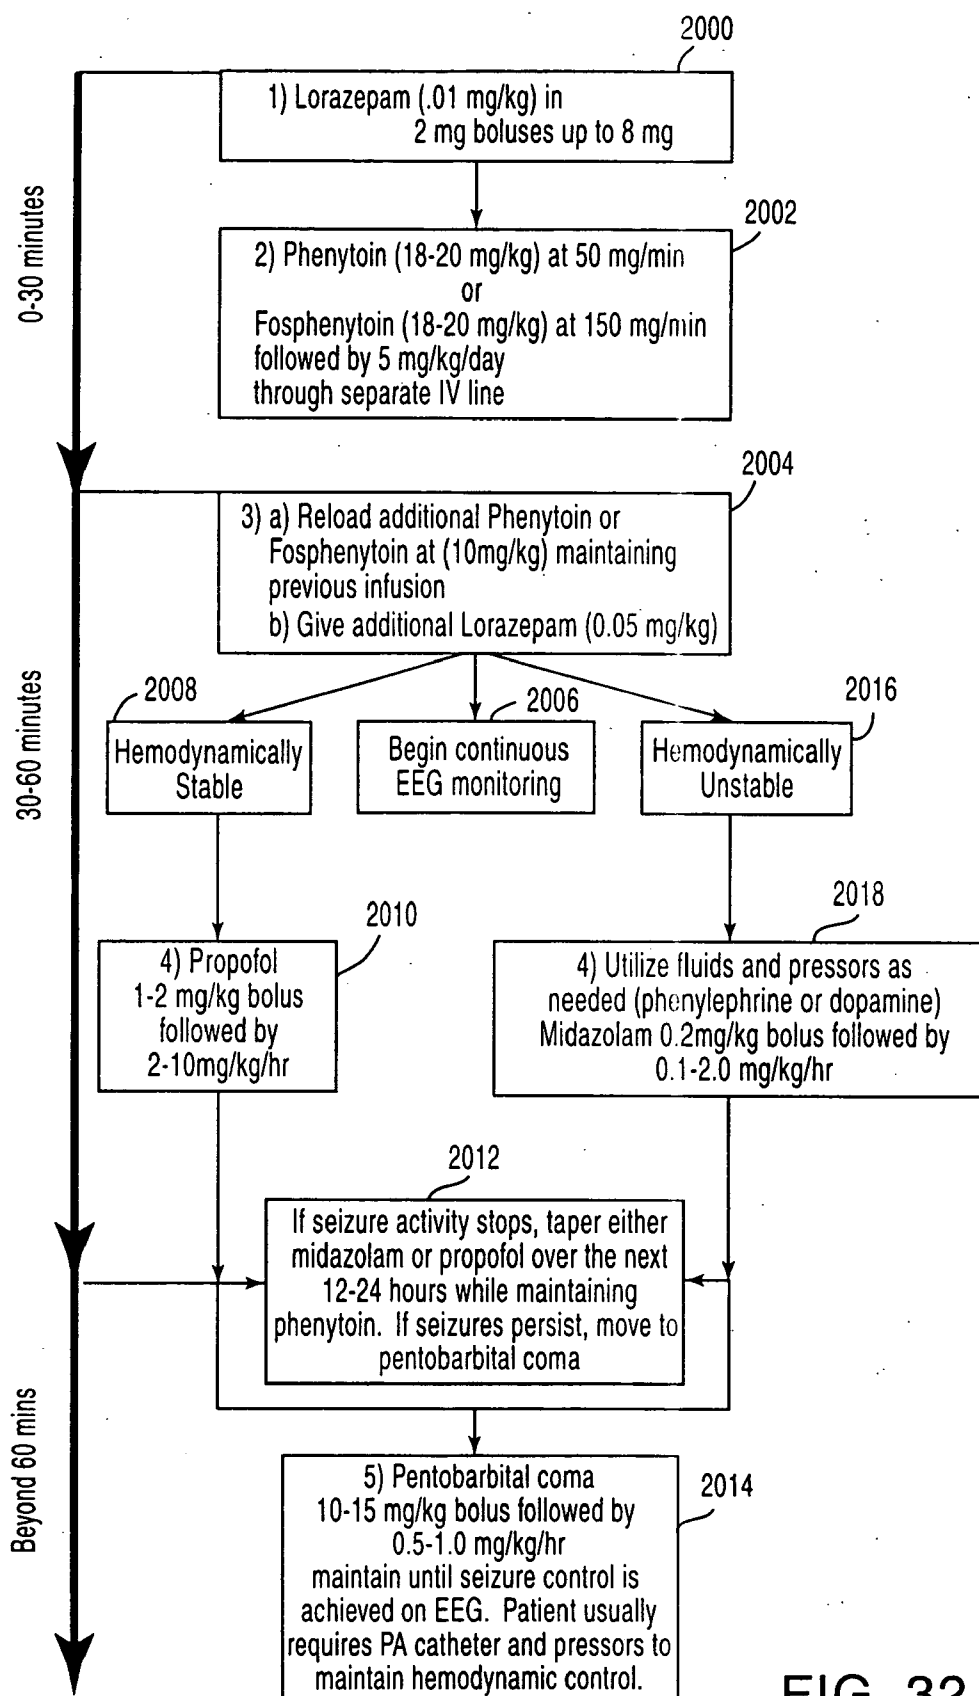 2000
1) Lorazepam (.01 mg/kg) in
2 mg boluses up to 8 mg
0-30 minutes
2002
2) Phenytoin (18-20 mg/kg) at 50 mg/min
or
Fosphenytoin (18-20 mg/kg) at 150 mg/min
followed by 5 mg/kg/day
through separate IV line
2004
3) a) Reload additional Phenytoin or
Fosphenytoin at (10mg/kg) maintaining
previous infusion
b) Give additional Lorazepam (0.05 mg/kg)
30-60 minutes
2008
Hemodynamically
Stable
2006
Begin continuous
EEG monitoring
2016
Hemodynamically
Unstable
2010
4) Propofol
1-2 mg/kg bolus
followed by
2-10mg/kg/hr
2018
4) Utilize fluids and pressors as
needed (phenylephrine or dopamine)
Midazolam 0.2mg/kg bolus followed by
0.1-2.0 mg/kg/hr
2012
If seizure activity stops, taper either
midazolam or propofol over the next
12-24 hours while maintaining
phenytoin. If seizures persist, move to
pentobarbital coma
Beyond 60 mins
2014
5) Pentobarbital coma
10-15 mg/kg bolus followed by
0.5-1.0 mg/kg/hr
maintain until seizure control is
achieved on EEG. Patient usually
requires PA catheter and pressors to
maintain hemodynamic control.
FIG. 32